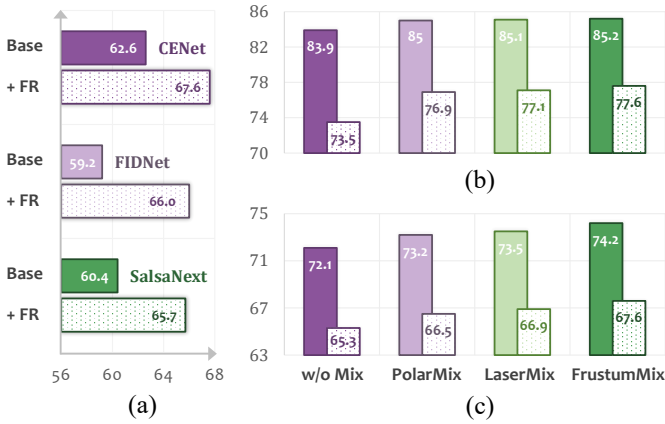 Base 62.6 CENet
+ FR 67.6
Base 59.2 FIDNet
+ FR 66.0
Base 60.4 SalsaNext
+ FR 65.7
56 60 64 68
(a)
86
82
78
74
70
83.9 85 85.1 85.2
73.5 76.9 77.1 77.6
(b)
75
71
67
63
72.1 73.2 73.5 74.2
65.3 66.5 66.9 67.6
w/o Mix PolarMix LaserMix FrustumMix
(c)